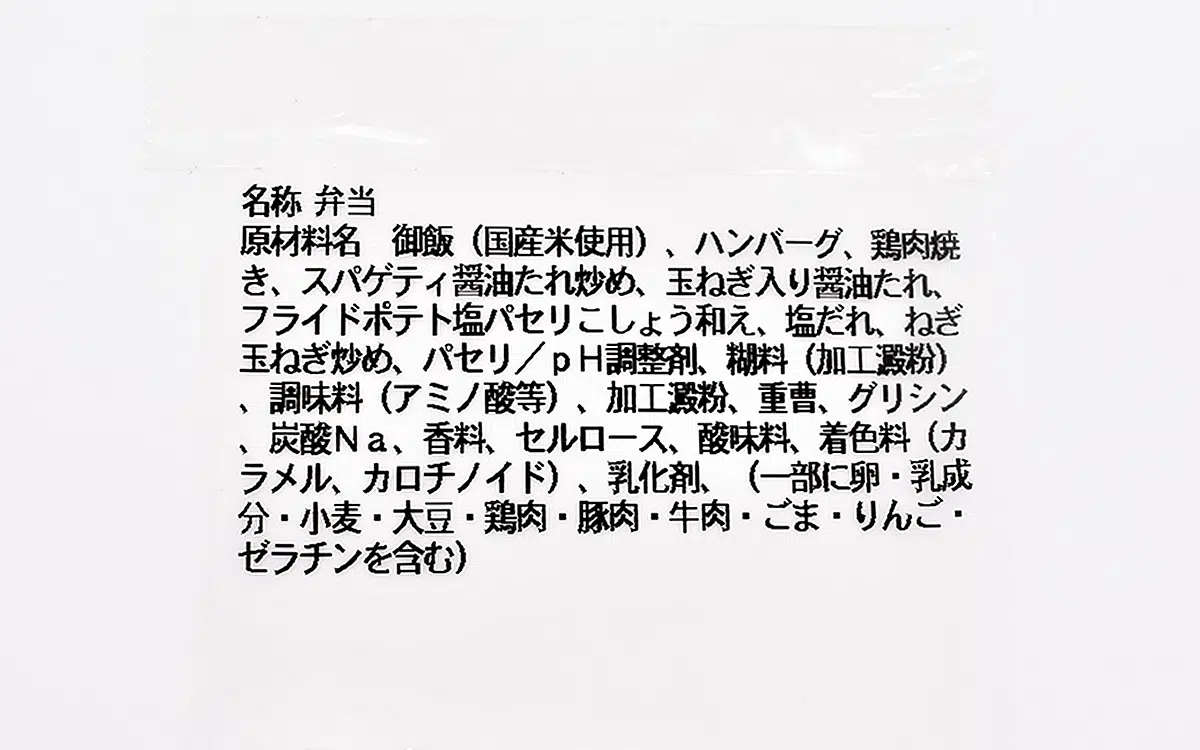 名称 弁当
原材料名　御飯（国産米使用）、ハンバーグ、鶏肉焼
き、スパゲティ醤油たれ炒め、玉ねぎ入り醤油たれ、
フライドポテト塩パセリこしょう和え、塩だれ、ねぎ
玉ねぎ炒め、パセリ／ｐＨ調整剤、糊料（加工澱粉）
、調味料（アミノ酸等）、加工澱粉、重曹、グリシン
、炭酸Ｎａ、香料、セルロース、酸味料、着色料（カ
ラメル、カロチノイド）、乳化剤、（一部に卵・乳成
分・小麦・大豆・鶏肉・豚肉・牛肉・ごま・りんご・
ゼラチンを含む）